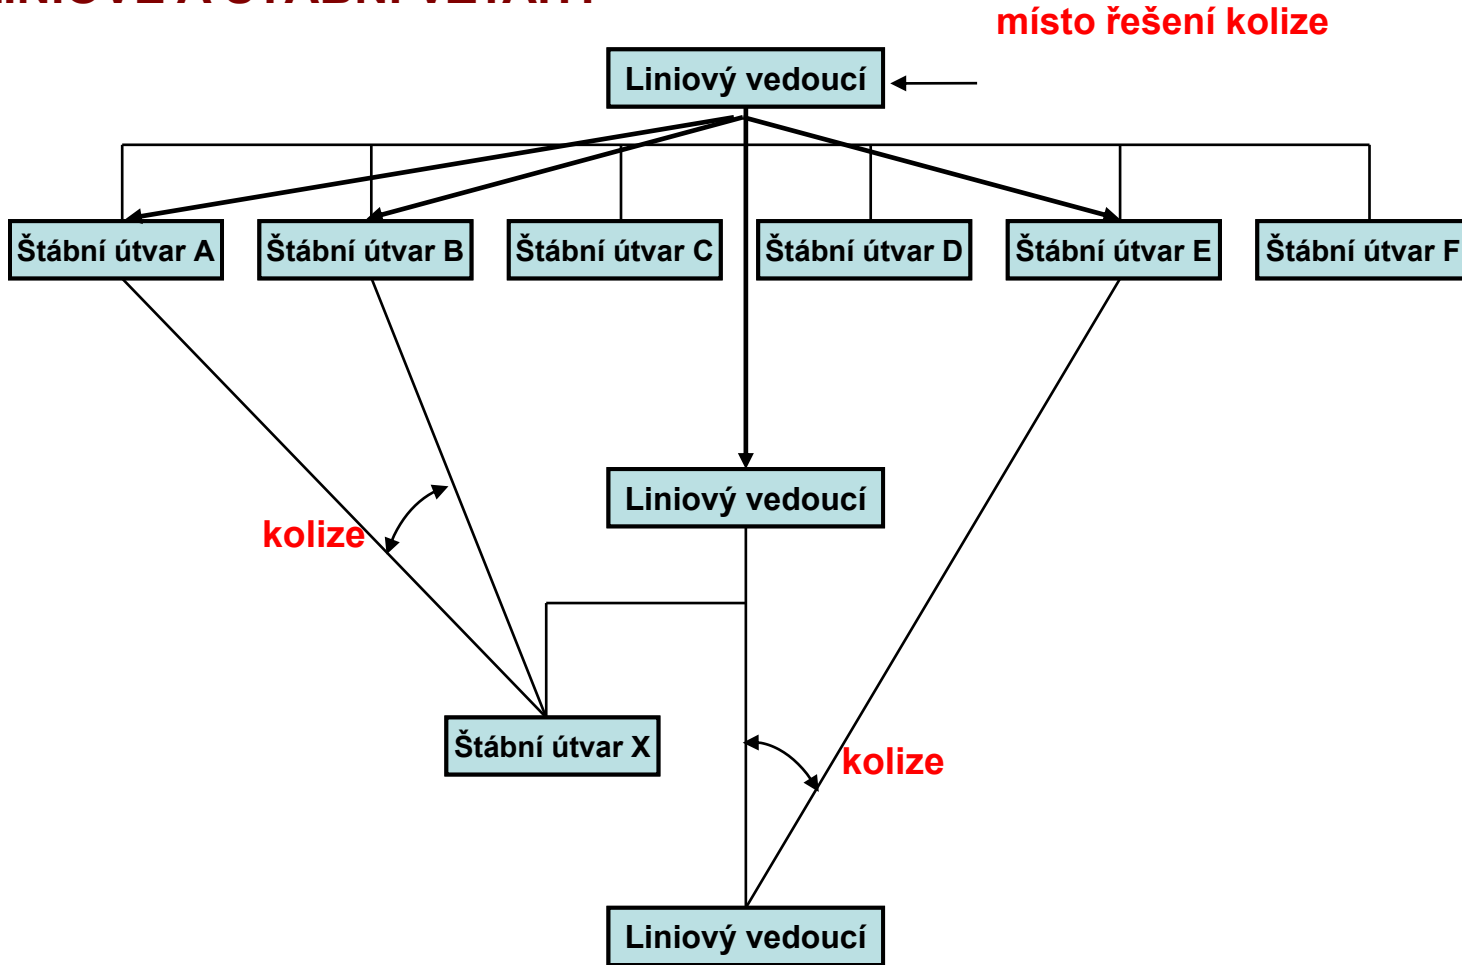 místo řešení kolize
Liniový vedoucí
Štábní útvar A
Štábní útvar B
Štábní útvar C
Štábní útvar D
Štábní útvar E
Štábní útvar F
Liniový vedoucí
kolize
Štábní útvar X
kolize
Liniový vedoucí